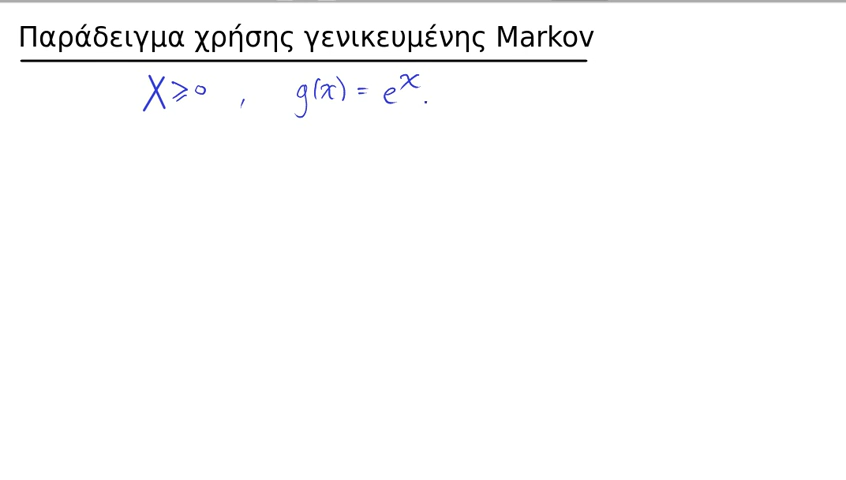 Παράδειγμα χρήσης γενικευμένης Markov
X ⩾ 0 , g(x) = e^x.